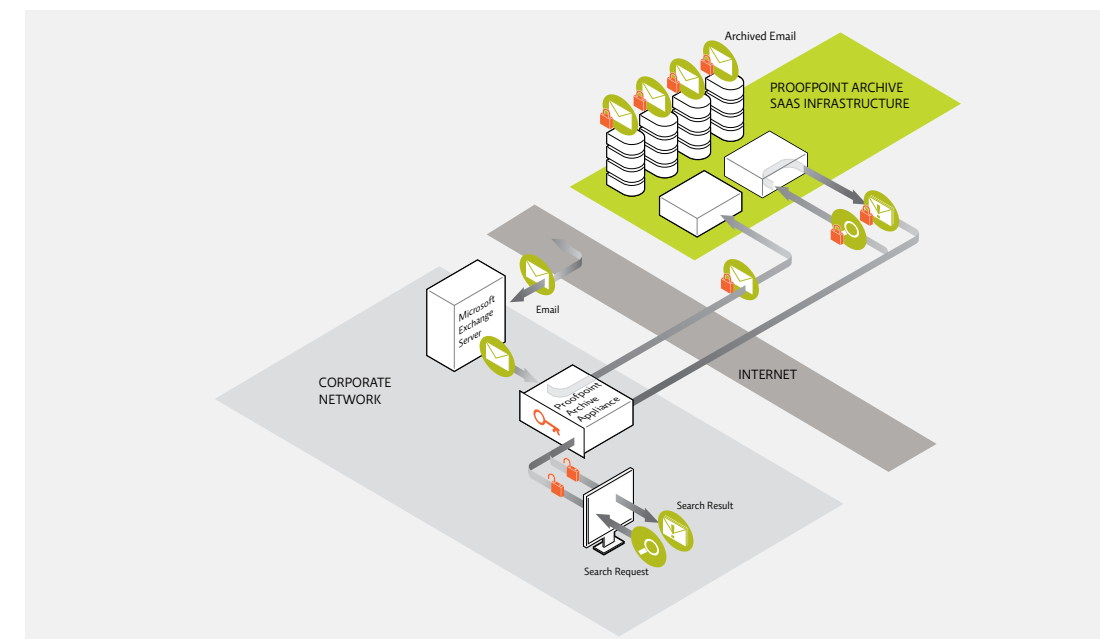 Archived Email
PROOFPOINT ARCHIVE
SAAS INFRASTRUCTURE
Microsoft
Exchange
Server
Email
INTERNET
CORPORATE
NETWORK
Proofpoint
Archive
Appliance
Search Result
Search Request